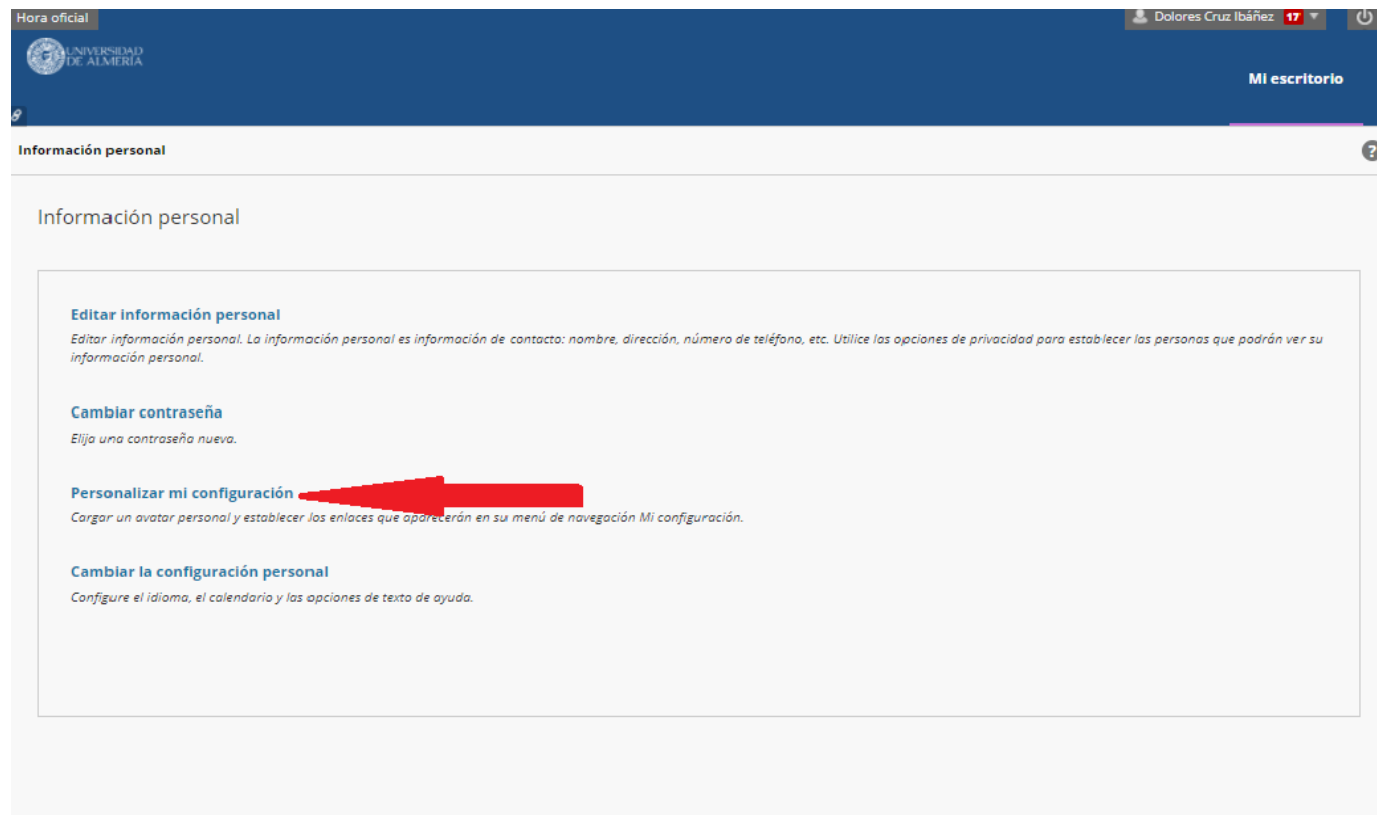 Hora oficial
Dolores Cruz Ibáñez 17
UNIVERSIDAD
DE ALMERÍA
Mi escritorio
Información personal
?
Información personal
Editar información personal
Editar información personal. La información personal es información de contacto: nombre, dirección, número de teléfono, etc. Utilice las opciones de privacidad para establecer las personas que podrán ver su
información personal.
Cambiar contraseña
Elija una contraseña nueva.
Personalizar mi configuración
Cargar un avatar personal y establecer los enlaces que aparecerán en su menú de navegación Mi configuración.
Cambiar la configuración personal
Configure el idioma, el calendario y las opciones de texto de ayuda.